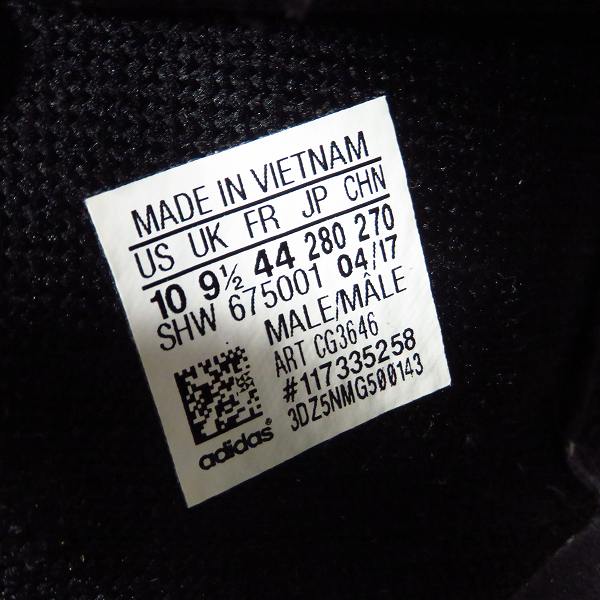 MADE IN VIETNAM
US UK FR JP CHN
10 9½ 44 280 270
SHW 675001 04/17
MALE/MÂLE
ART CG3646
#117335258
3DZ5NMG500143
adidas®